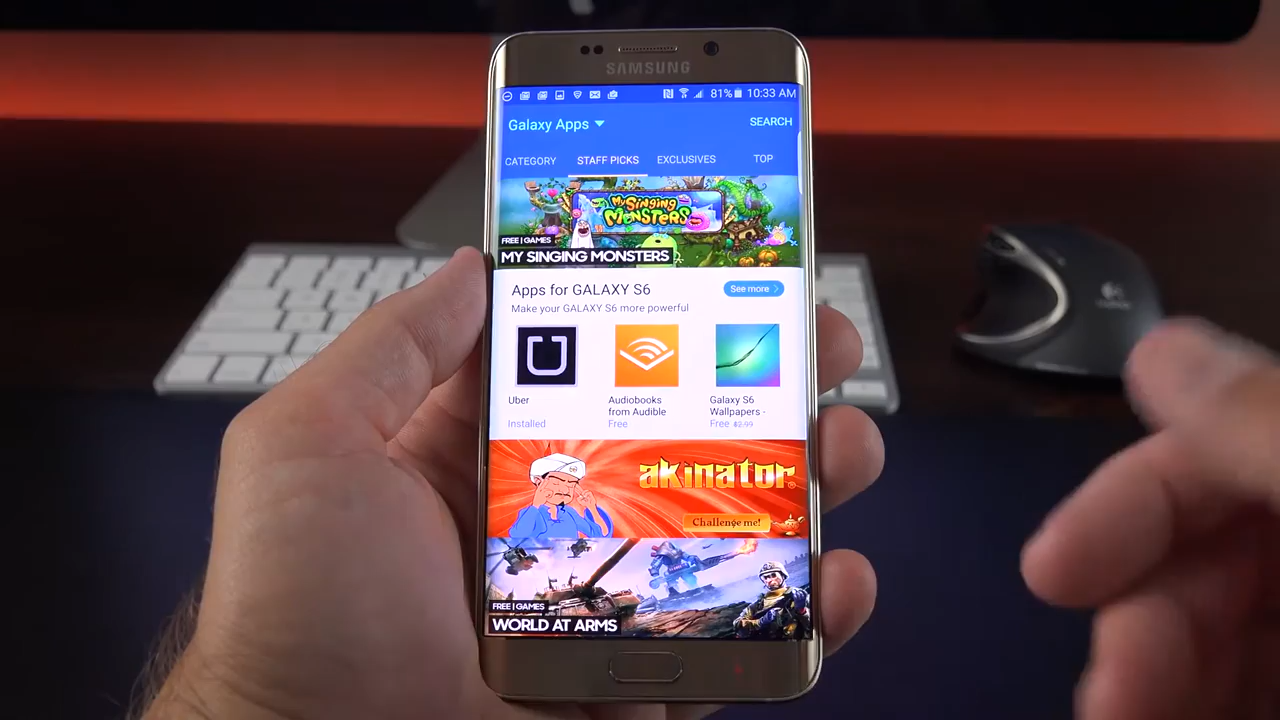 SAMSUNG
81% 10:33 AM
Galaxy Apps SEARCH
CATEGORY STAFF PICKS EXCLUSIVES TOP
My Singing
MONSTERS
FREE | GAMES
MY SINGING MONSTERS
Apps for GALAXY S6 See more
Make your GALAXY S6 more powerful
Uber
Installed
Audiobooks
from Audible
Free
Galaxy S6
Wallpapers -
Free $2.99
akinator
Challenge me!
FREE | GAMES
WORLD AT ARMS